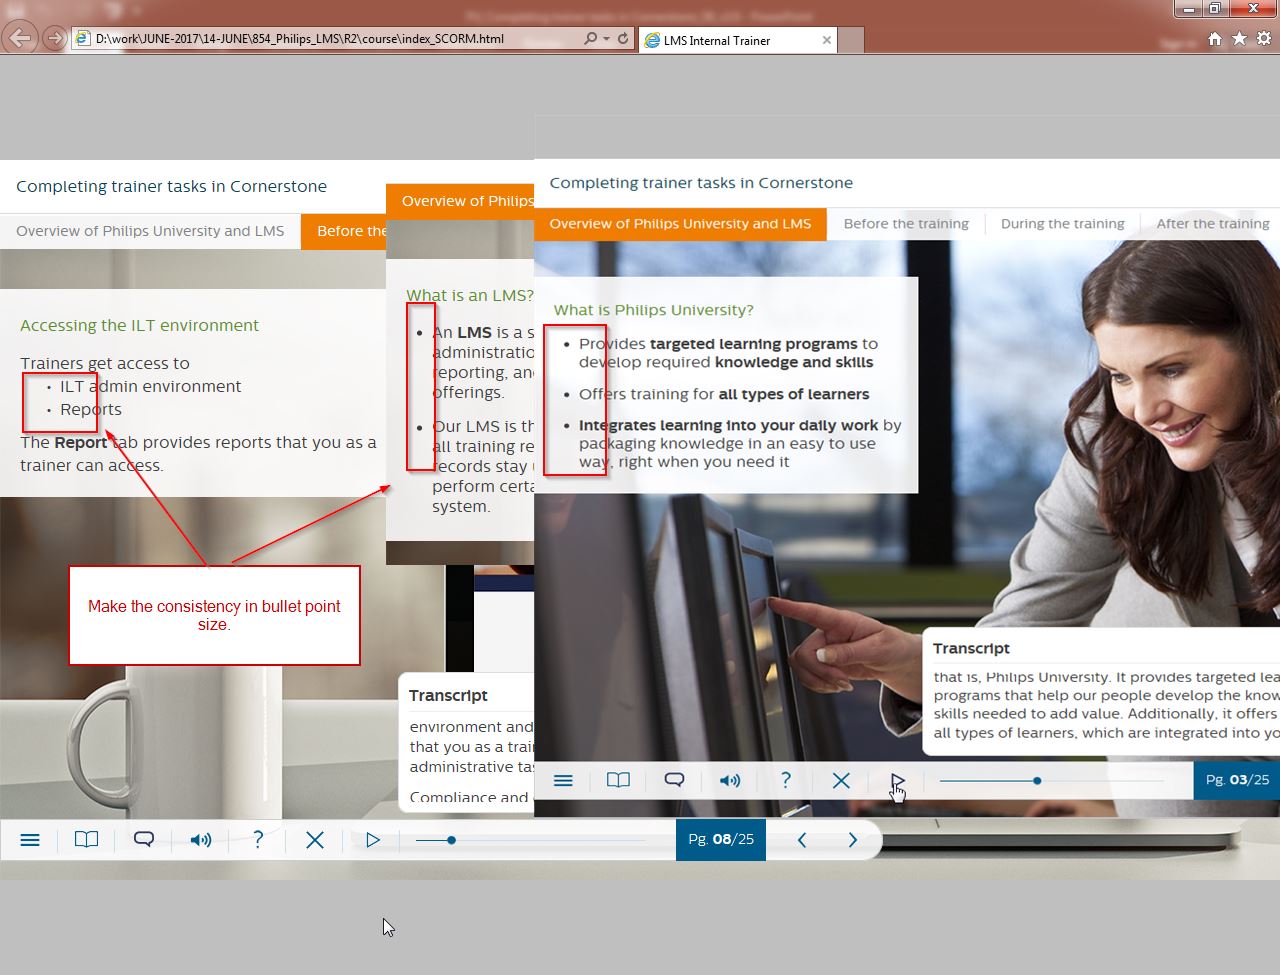 D:\work\JUNE-2017\14-JUNE\854_Philips_LMS\R2\course\index_SCORM.html
LMS Internal Trainer
Completing trainer tasks in Cornerstone
Overview of Philips University and LMS
Before the
Accessing the ILT environment
Trainers get access to
• ILT admin environment
• Reports
The Report tab provides reports that you as a
trainer can access.
Make the consistency in bullet point
size.
Transcript
environment and
that you as a trai
administrative tas
Compliance and
Pg. 08/25
Overview of Philips
What is an LMS?
• An LMS is a s
administratio
reporting, an
offerings.
• Our LMS is th
all training re
records stay
perform certa
system.
Completing trainer tasks in Cornerstone
Overview of Philips University and LMS
Before the training
During the training
After the training
What is Philips University?
• Provides targeted learning programs to
develop required knowledge and skills
• Offers training for all types of learners
• Integrates learning into your daily work by
packaging knowledge in an easy to use
way, right when you need it
Transcript
that is, Philips University. It provides targeted lea
programs that help our people develop the know
skills needed to add value. Additionally, it offers
all types of learners, which are integrated into yo
?
Pg. 03/25
?